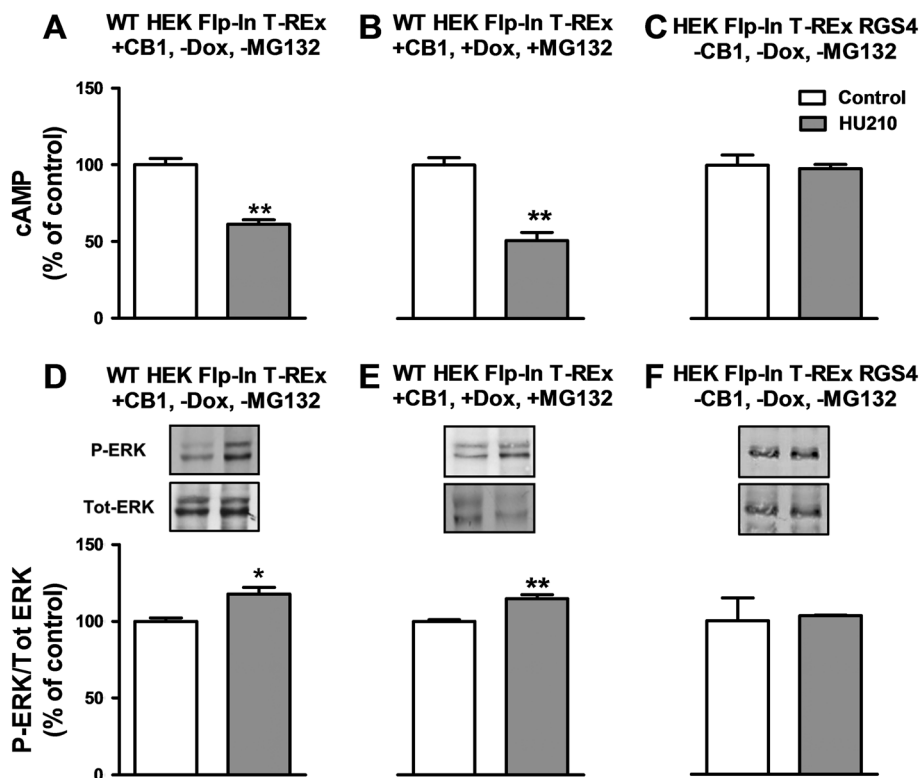 A
WT HEK Flp-In T-REx
+CB1, -Dox, -MG132
B
WT HEK Flp-In T-REx
+CB1, +Dox, +MG132
C
HEK Flp-In T-REx RGS4
-CB1, -Dox, -MG132
Control
HU210
cAMP
(% of control)
150
100
50
0
**
**
D
WT HEK Flp-In T-REx
+CB1, -Dox, -MG132
E
WT HEK Flp-In T-REx
+CB1, +Dox, +MG132
F
HEK Flp-In T-REx RGS4
-CB1, -Dox, -MG132
P-ERK
Tot-ERK
P-ERK/Tot ERK
(% of control)
150
100
50
0
*
**